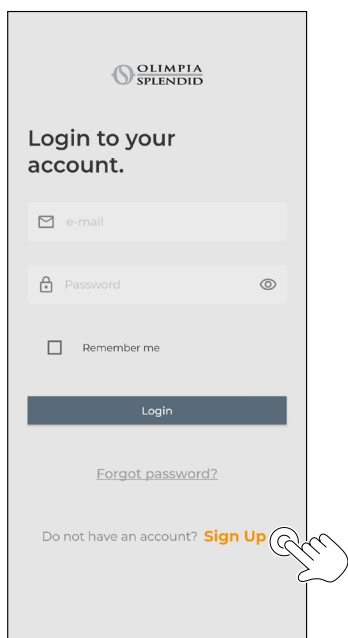 OLIMPIA
SPLENDID
Login to your
account.
e-mail
Password
Remember me
Login
Forgot password?
Do not have an account? Sign Up